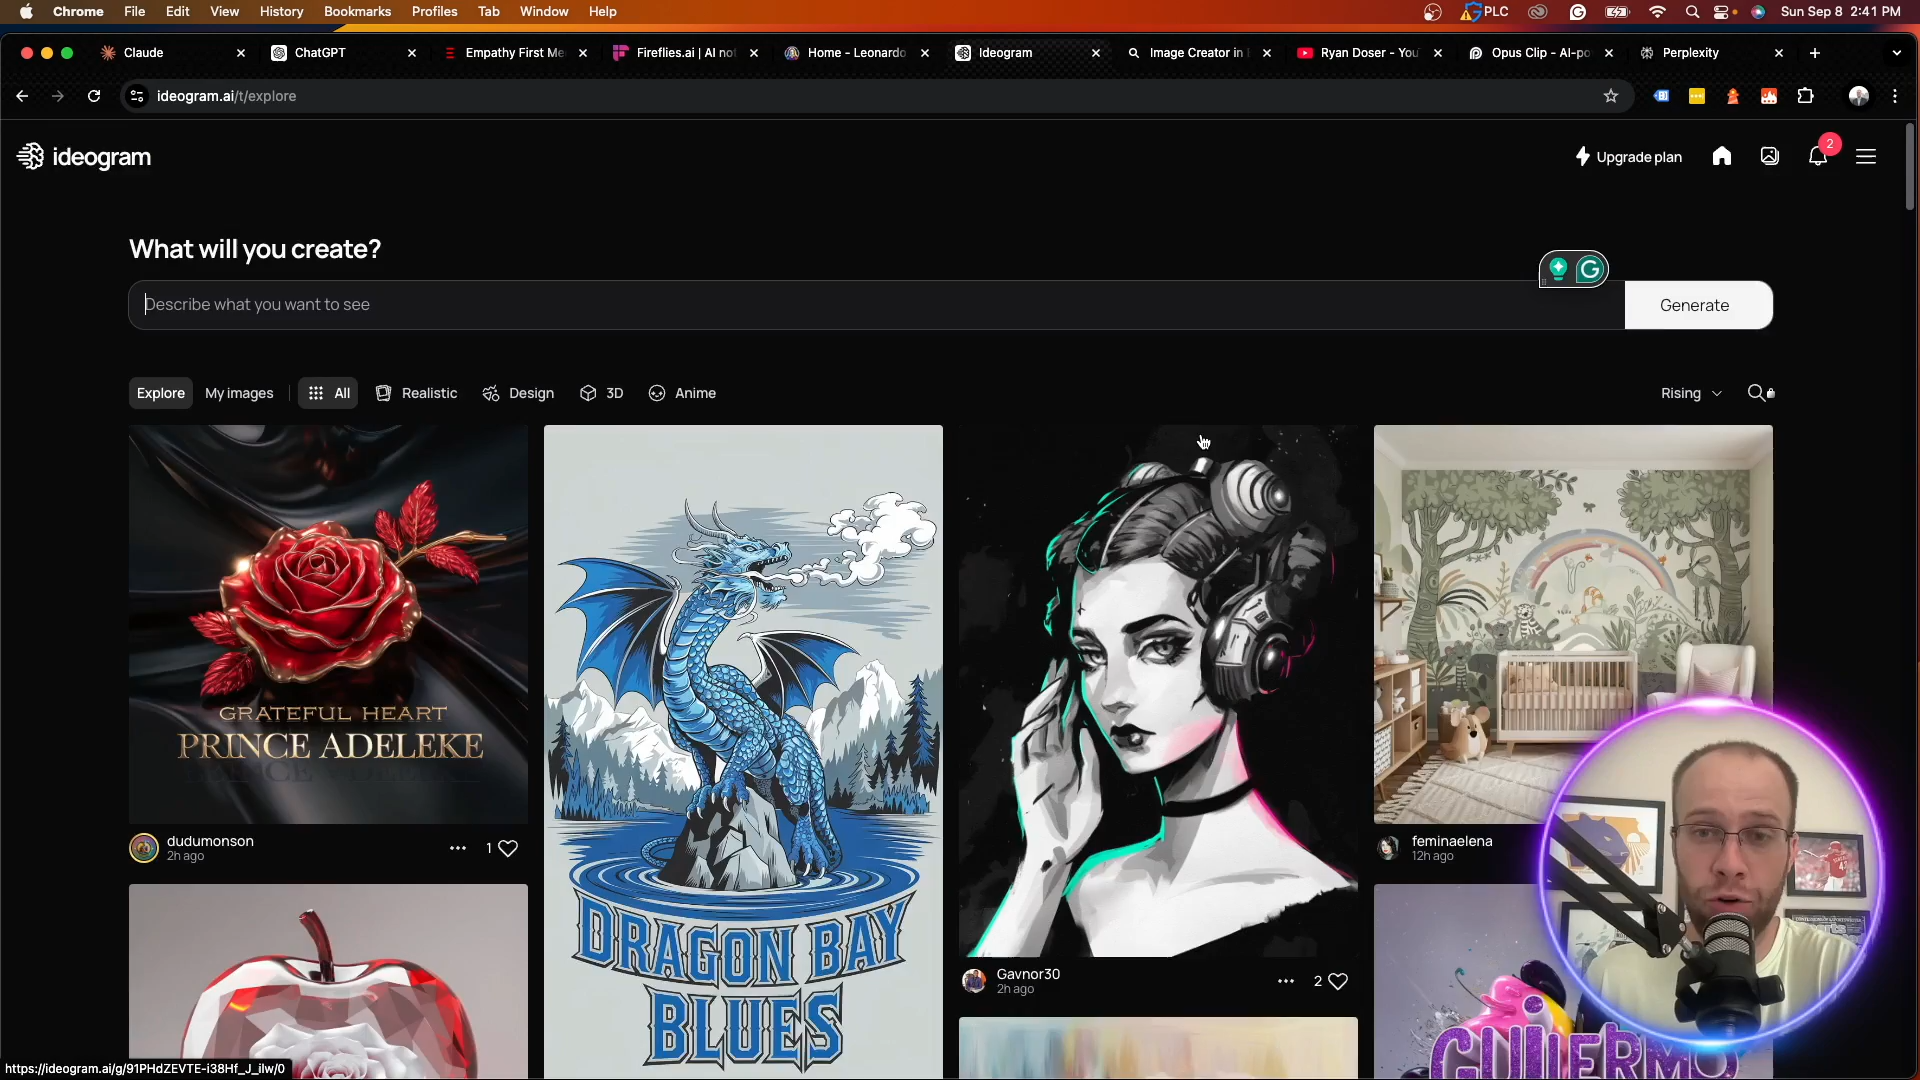 Chrome File Edit View History Bookmarks Profiles Tab Window Help
PLC
Sun Sep 8 2:41 PM
Claude
ChatGPT
Empathy First Me
Fireflies.ai | AI not
Home - Leonardo
Ideogram
Image Creator in
Ryan Doser - You
Opus Clip - AI-po
Perplexity
ideogram.ai/t/explore
ideogram
Upgrade plan
2
What will you create?
Describe what you want to see
Generate
Explore My images All Realistic Design 3D Anime
Rising
GRATEFUL HEART
PRINCE ADELEKE
dudumonson
2h ago
1
DRAGON BAY
BLUES
Gavnor30
2h ago
2
feminaelena
12h ago
GUIERMO
https://ideogram.ai/g/91PHdZEVTE-i38Hf_J_ilw/0